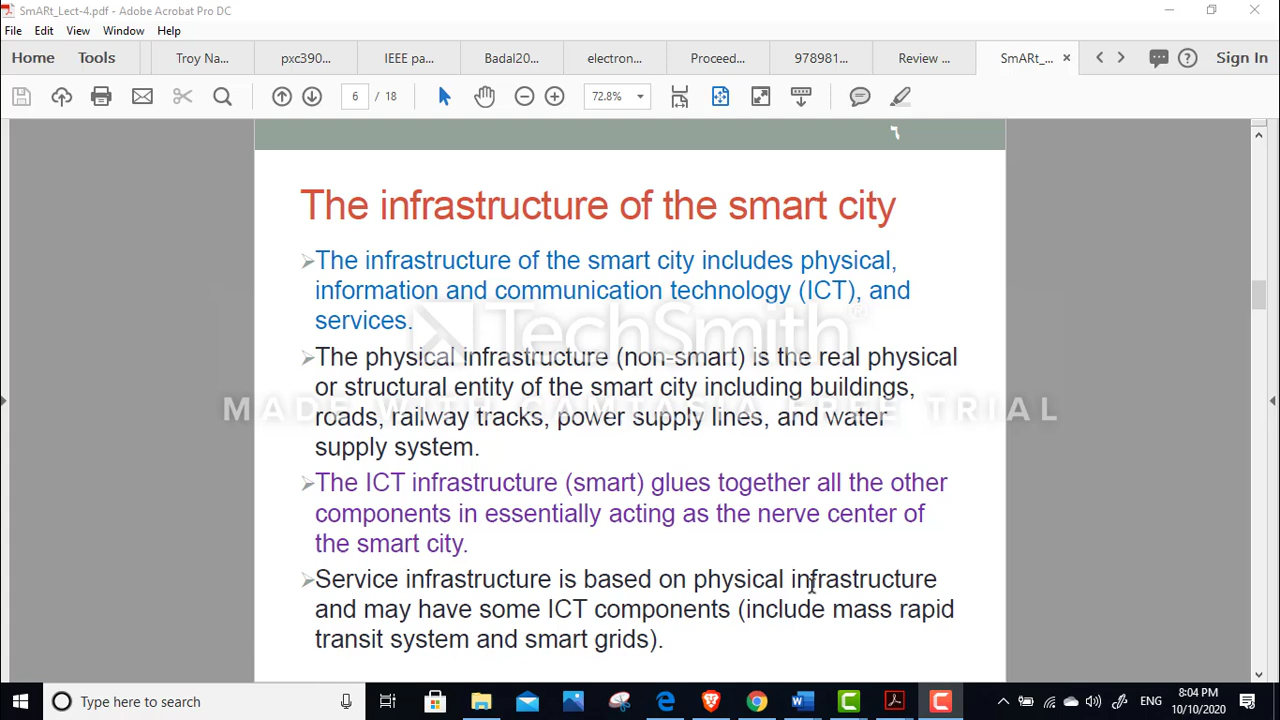 SmARt_Lect-4.pdf - Adobe Acrobat Pro DC
File Edit View Window Help
Home Tools Troy Na... pxc390... IEEE pa... Badal20... electron... Proceed... 978981... Review ... SmARt_... Sign In
6 / 18 72.8%
٦
The infrastructure of the smart city
The infrastructure of the smart city includes physical,
information and communication technology (ICT), and
services.
TechSmith®
The physical infrastructure (non-smart) is the real physical
or structural entity of the smart city including buildings,
MADE WITH CAMTASIA FREE TRIAL
roads, railway tracks, power supply lines, and water
supply system.
The ICT infrastructure (smart) glues together all the other
components in essentially acting as the nerve center of
the smart city.
Service infrastructure is based on physical infrastructure
and may have some ICT components (include mass rapid
transit system and smart grids).
Type here to search
ENG
8:04 PM
10/10/2020